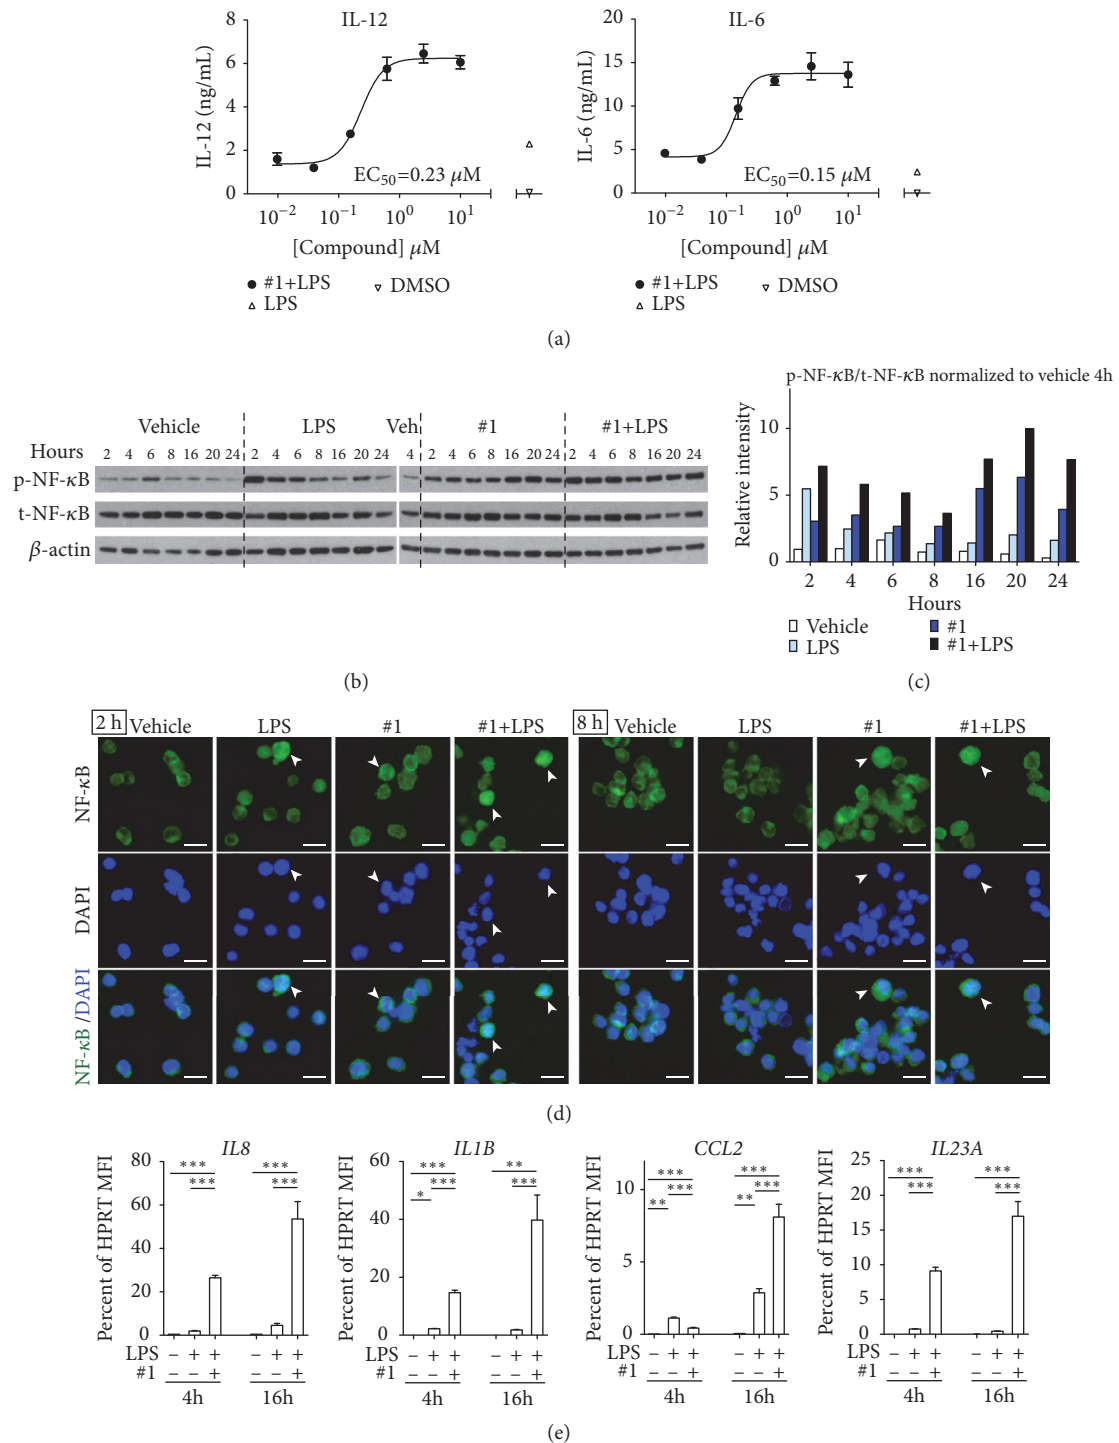 IL-12
IL-6
IL-12 (ng/mL)
8
6
4
2
0
EC50=0.23 μM
10−2 10−1 100 101
[Compound] μM
IL-6 (ng/mL)
20
15
10
5
0
EC50=0.15 μM
10−2 10−1 100 101
[Compound] μM
#1+LPS
DMSO
LPS
#1+LPS
DMSO
LPS
(a)
Vehicle LPS Veh #1 #1+LPS
Hours 2 4 6 8 16 20 24 2 4 6 8 16 20 24 4 2 4 6 8 16 20 24 2 4 6 8 16 20 24
p-NF-κB
t-NF-κB
β-actin
(b)
p-NF-κB/t-NF-κB normalized to vehicle 4h
Relative intensity
10
5
0
2 4 6 8 16 20 24
Hours
Vehicle #1
LPS #1+LPS
(c)
2 h Vehicle LPS #1 #1+LPS 8 h Vehicle LPS #1 #1+LPS
NF-κB
DAPI
NF-κB /DAPI
(d)
IL8
Percent of HPRT MFI
80
60
40
20
0
*** ***
*** ***
LPS − + + − + +
#1 − − + − − +
4h 16h
IL1B
Percent of HPRT MFI
60
40
20
0
*** **
*** ***
*
− + + − + +
− − + − − +
4h 16h
CCL2
Percent of HPRT MFI
10
5
0
*** ***
*** ***
** **
LPS − + + − + +
#1 − − + − − +
4h 16h
IL23A
Percent of HPRT MFI
25
20
15
10
5
0
*** ***
*** ***
− + + − + +
− − + − − +
4h 16h
(e)